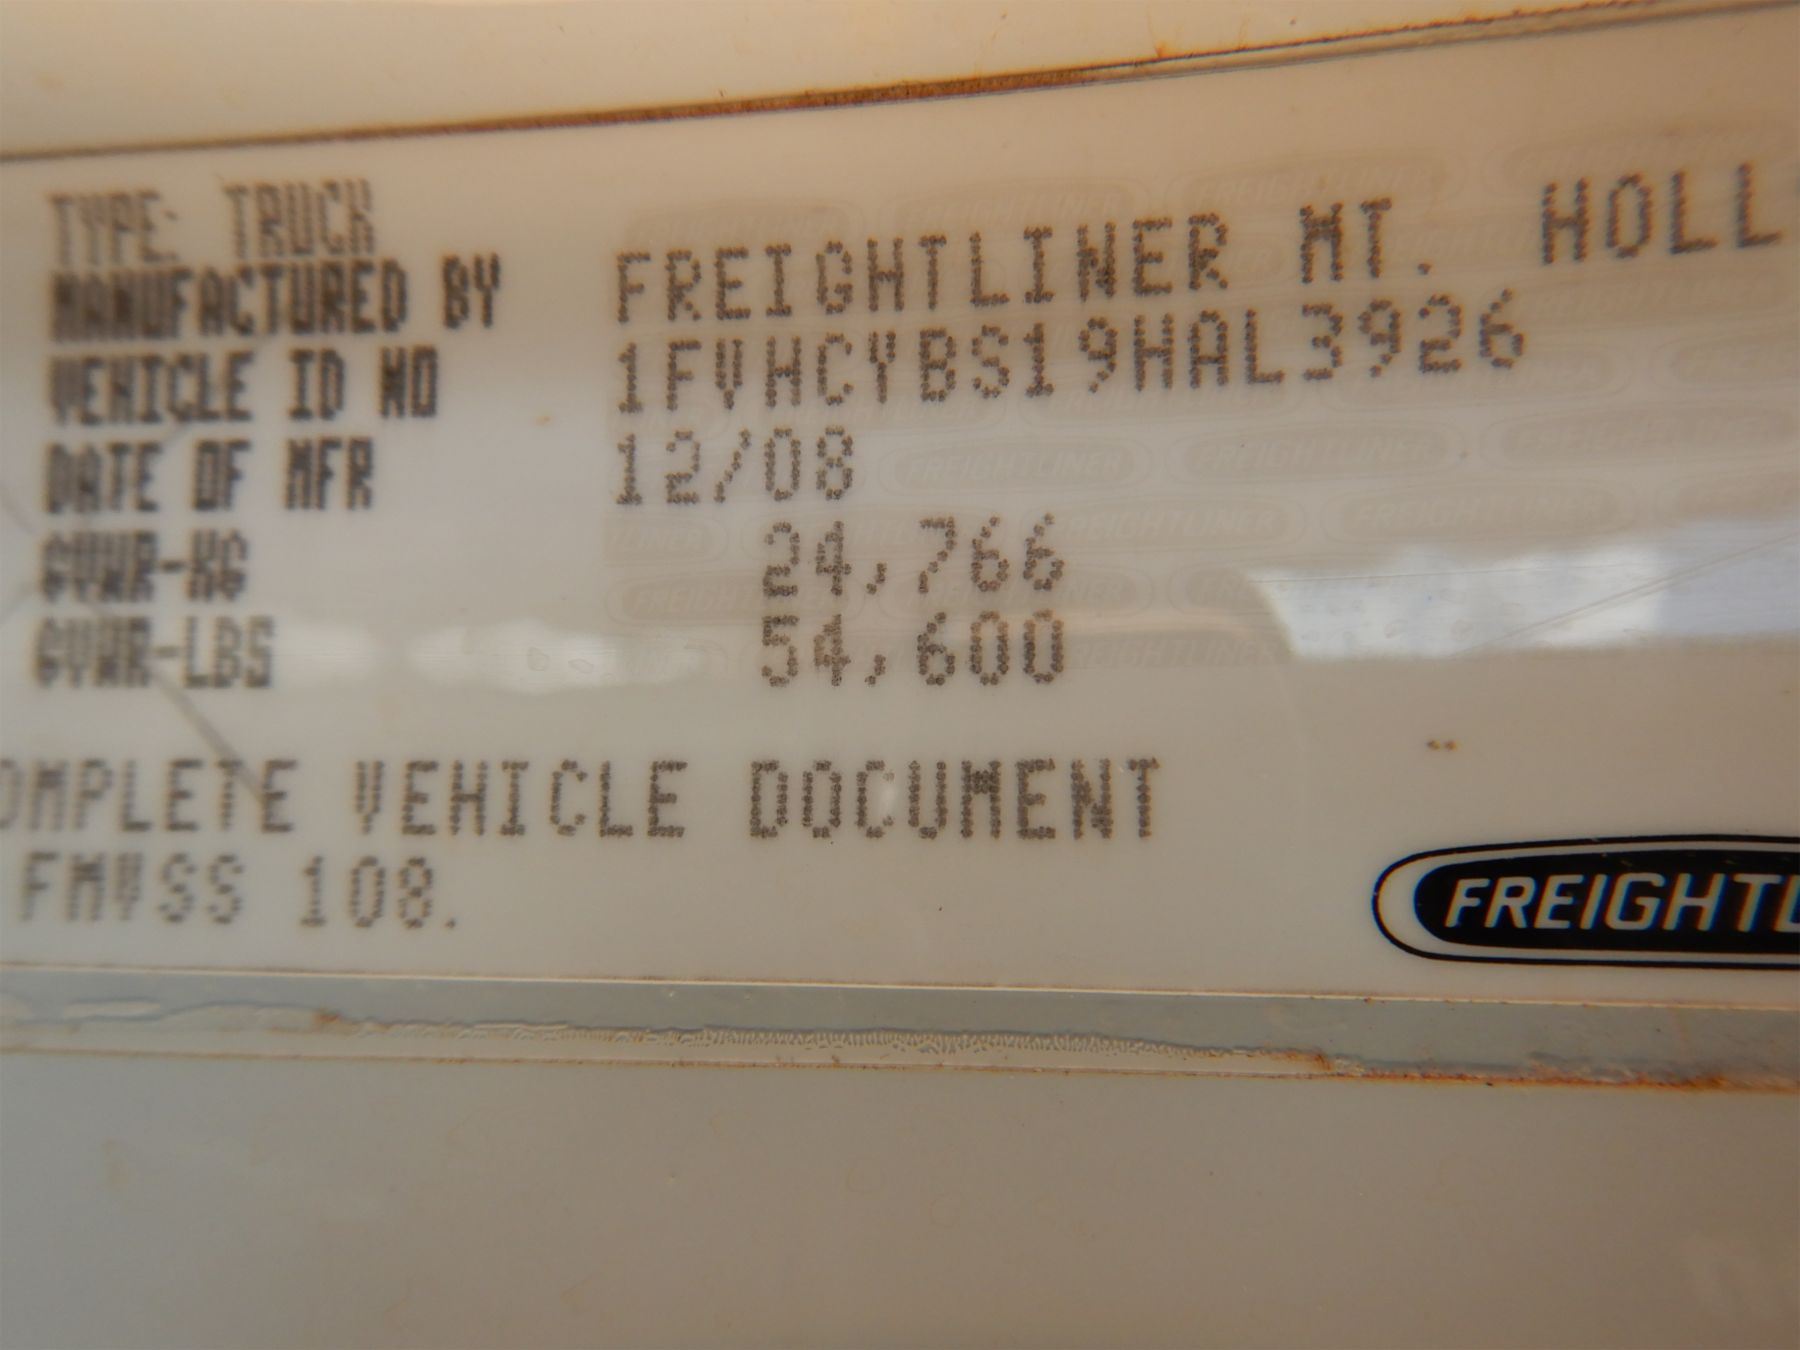 TYPE: TRUCK
MANUFACTURED BY FREIGHTLINER MT. HOLL
VEHICLE ID NO 1FVHCYBS19HAL3926
DATE OF MFR 12/08
GVWR-KG 24,766
GVWR-LBS 54,600
OMPLETE VEHICLE DOCUMENT
FMVSS 108.
FREIGHTL